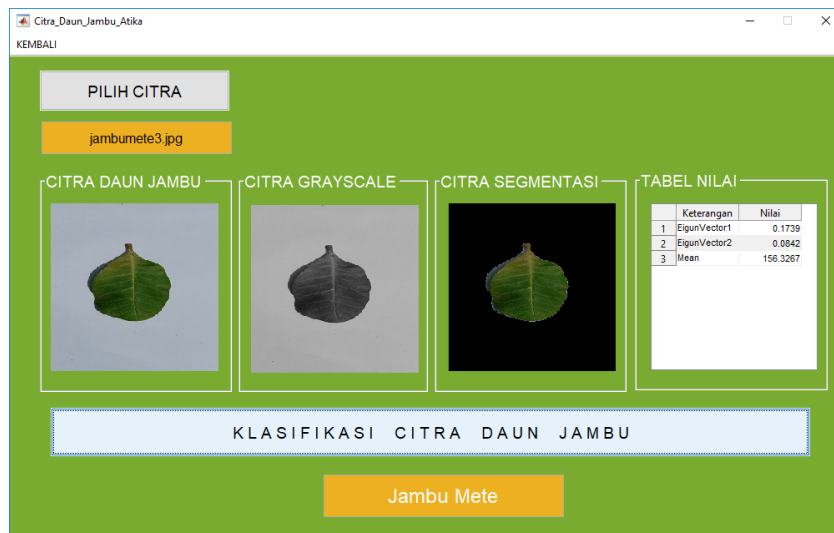 Citra_Daun_Jambu_Atika
KEMBALI
PILIH CITRA
jambumete3.jpg
CITRA DAUN JAMBU
CITRA GRAYSCALE
CITRA SEGMENTASI
TABEL NILAI
Keterangan Nilai
1 EigunVector1 0.1739
2 EigunVector2 0.0842
3 Mean 156.3267
KLASIFIKASI CITRA DAUN JAMBU
Jambu Mete